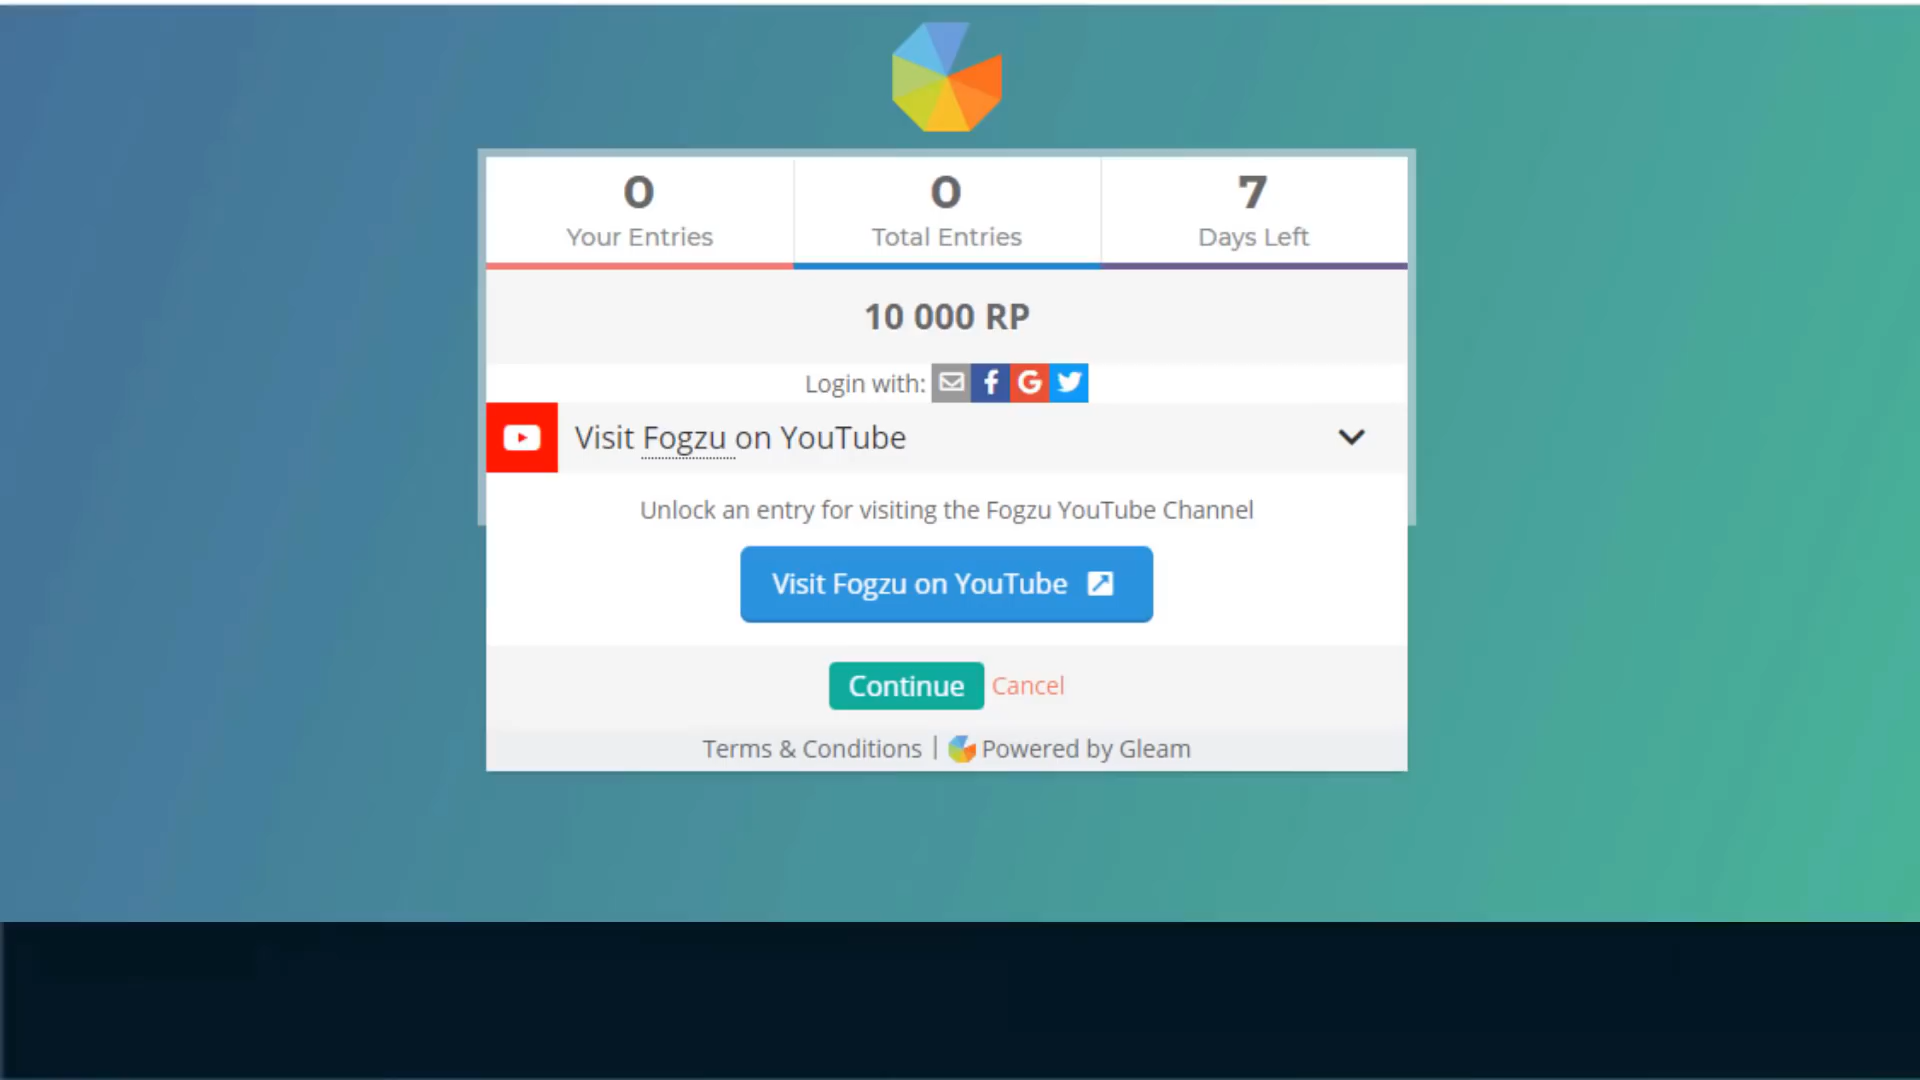 0
Your Entries
0
Total Entries
7
Days Left
10 000 RP
Login with:
Visit Fogzu on YouTube
Unlock an entry for visiting the Fogzu YouTube Channel
Visit Fogzu on YouTube
Continue Cancel
Terms & Conditions | Powered by Gleam